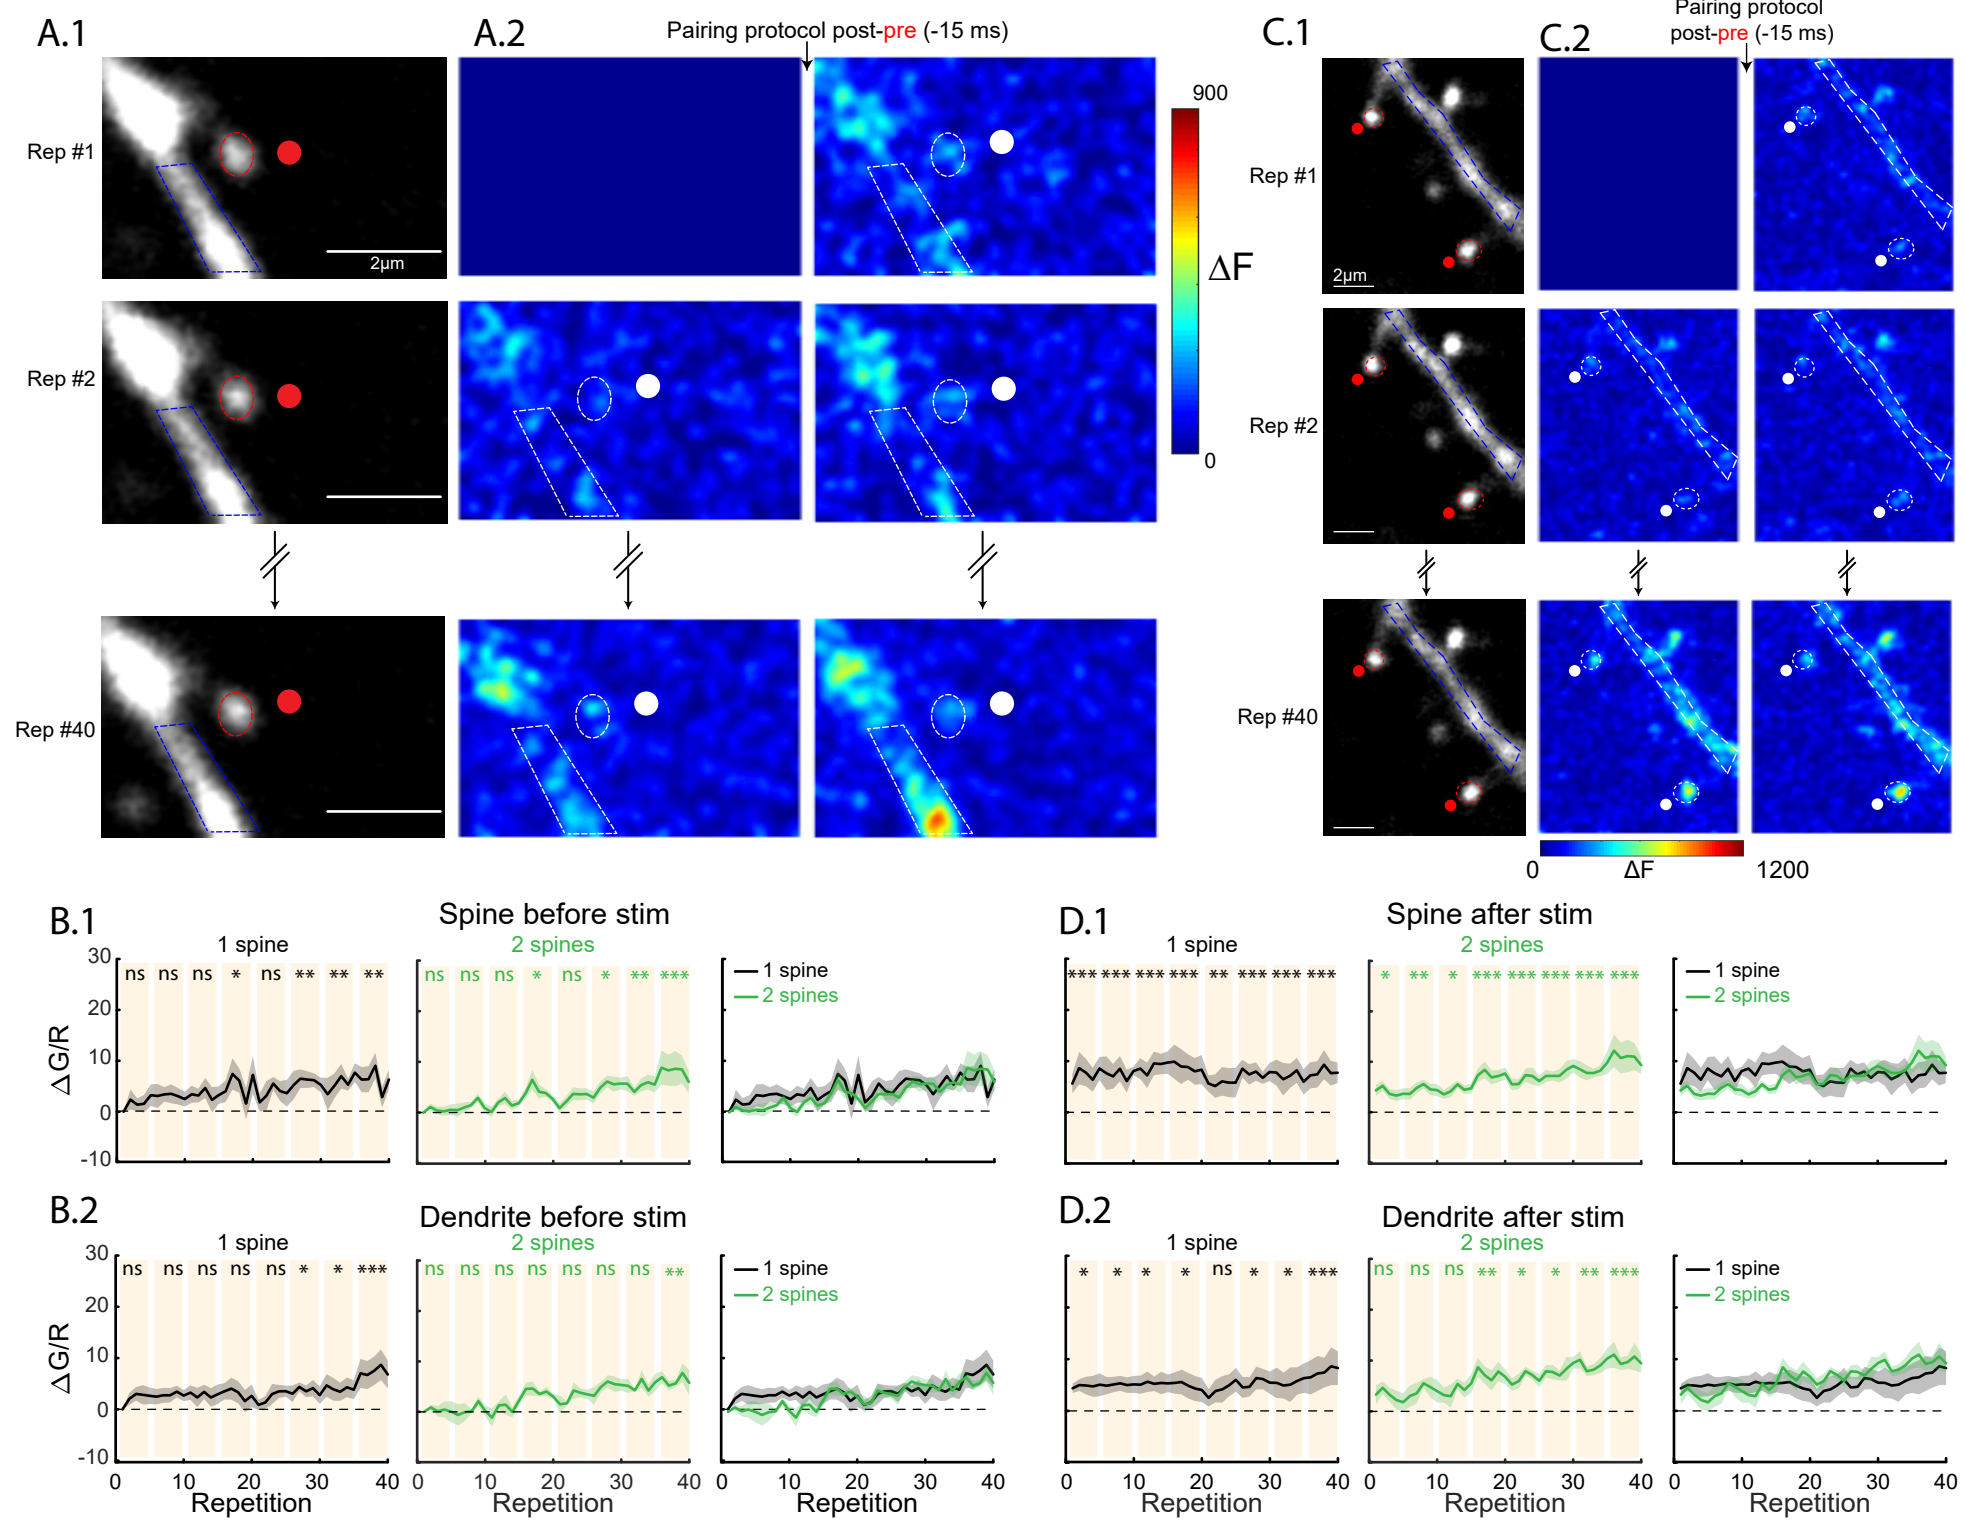 A.1
A.2
Pairing protocol post-pre (-15 ms)
C.1
C.2
Pairing protocol
post-pre (-15 ms)
Rep #1
2µm
900
ΔF
0
Rep #1
2µm
Rep #2
Rep #2
Rep #40
Rep #40
0 ΔF 1200
B.1
Spine before stim
1 spine
2 spines
ns ns ns * ns ** ** **
ns ns ns * ns * ** ***
1 spine
2 spines
ΔG/R
30
20
10
0
-10
D.1
Spine after stim
1 spine
2 spines
*** *** *** *** ** *** *** ***
* ** * *** *** *** *** ***
1 spine
2 spines
B.2
Dendrite before stim
1 spine
2 spines
ns ns ns ns ns * * ***
ns ns ns ns ns ns ns **
1 spine
2 spines
ΔG/R
30
20
10
0
-10
0 10 20 30 40
0 10 20 30 40
0 10 20 30 40
Repetition
Repetition
Repetition
D.2
Dendrite after stim
1 spine
2 spines
* * * * ns * * ***
ns ns ns ** * * ** ***
1 spine
2 spines
0 10 20 30 40
0 10 20 30 40
0 10 20 30 40
Repetition
Repetition
Repetition